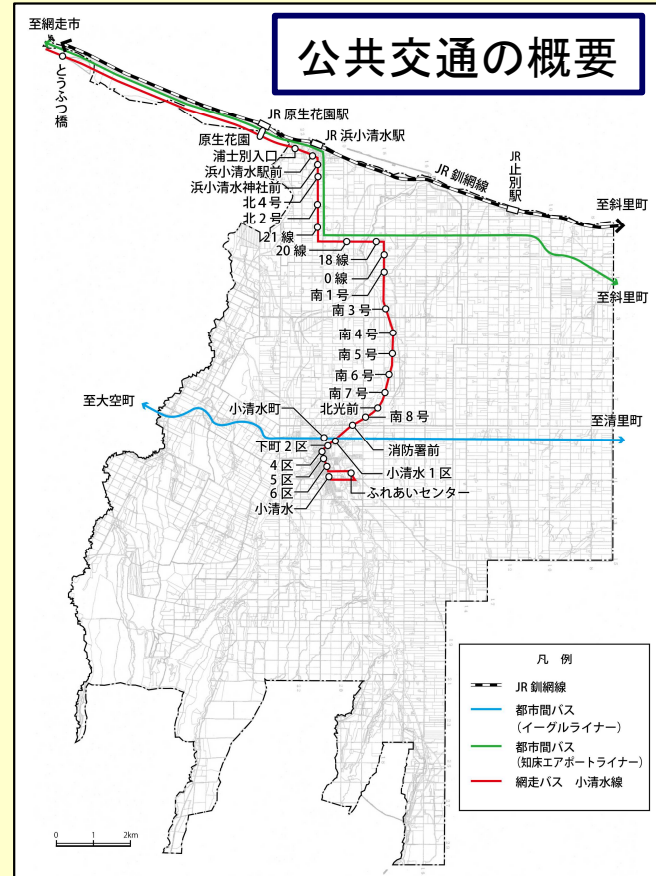 公共交通の概要
至網走市
とうふつ橋
JR 原生花園駅
原生花園
JR 浜小清水駅
浦士別入口
浜小清水駅前
浜小清水神社前
北4号
北2号
21線
JR 釧網線
JR 止別駅
至斜里町
20線
18線
0線
南1号
至斜里町
南3号
南4号
南5号
南6号
南7号
至大空町
北光前
小清水町
南8号
至清里町
下町2区
消防署前
4区
小清水1区
5区
6区
ふれあいセンター
小清水
凡 例
JR 釧網線
都市間バス
(イーグルライナー)
都市間バス
(知床エアポートライナー)
網走バス 小清水線
0 1 2km